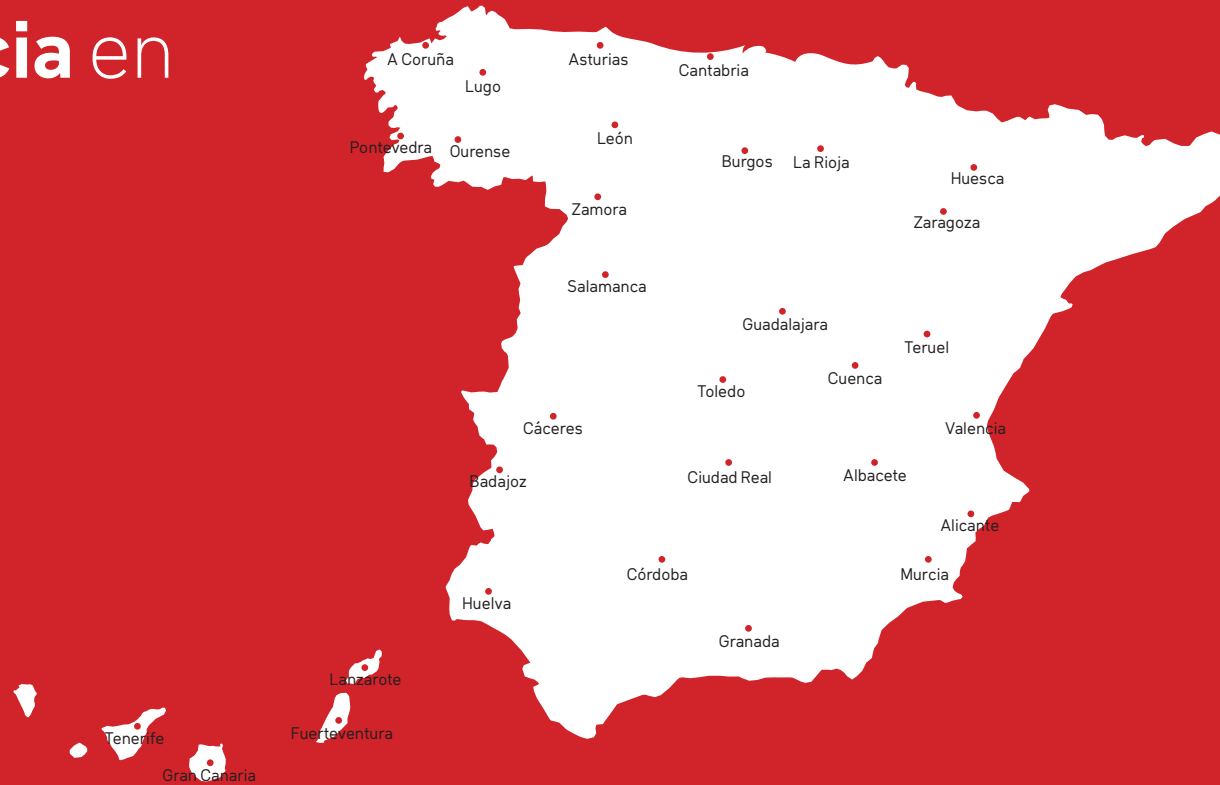 cia en
A Coruña
Asturias
Cantabria
Lugo
León
Pontevedra
Ourense
Burgos
La Rioja
Huesca
Zamora
Zaragoza
Salamanca
Guadalajara
Teruel
Cuenca
Toledo
Cáceres
Valencia
Badajoz
Ciudad Real
Albacete
Alicante
Córdoba
Murcia
Huelva
Granada
Lanzarote
Fuerteventura
Tenerife
Gran Canaria